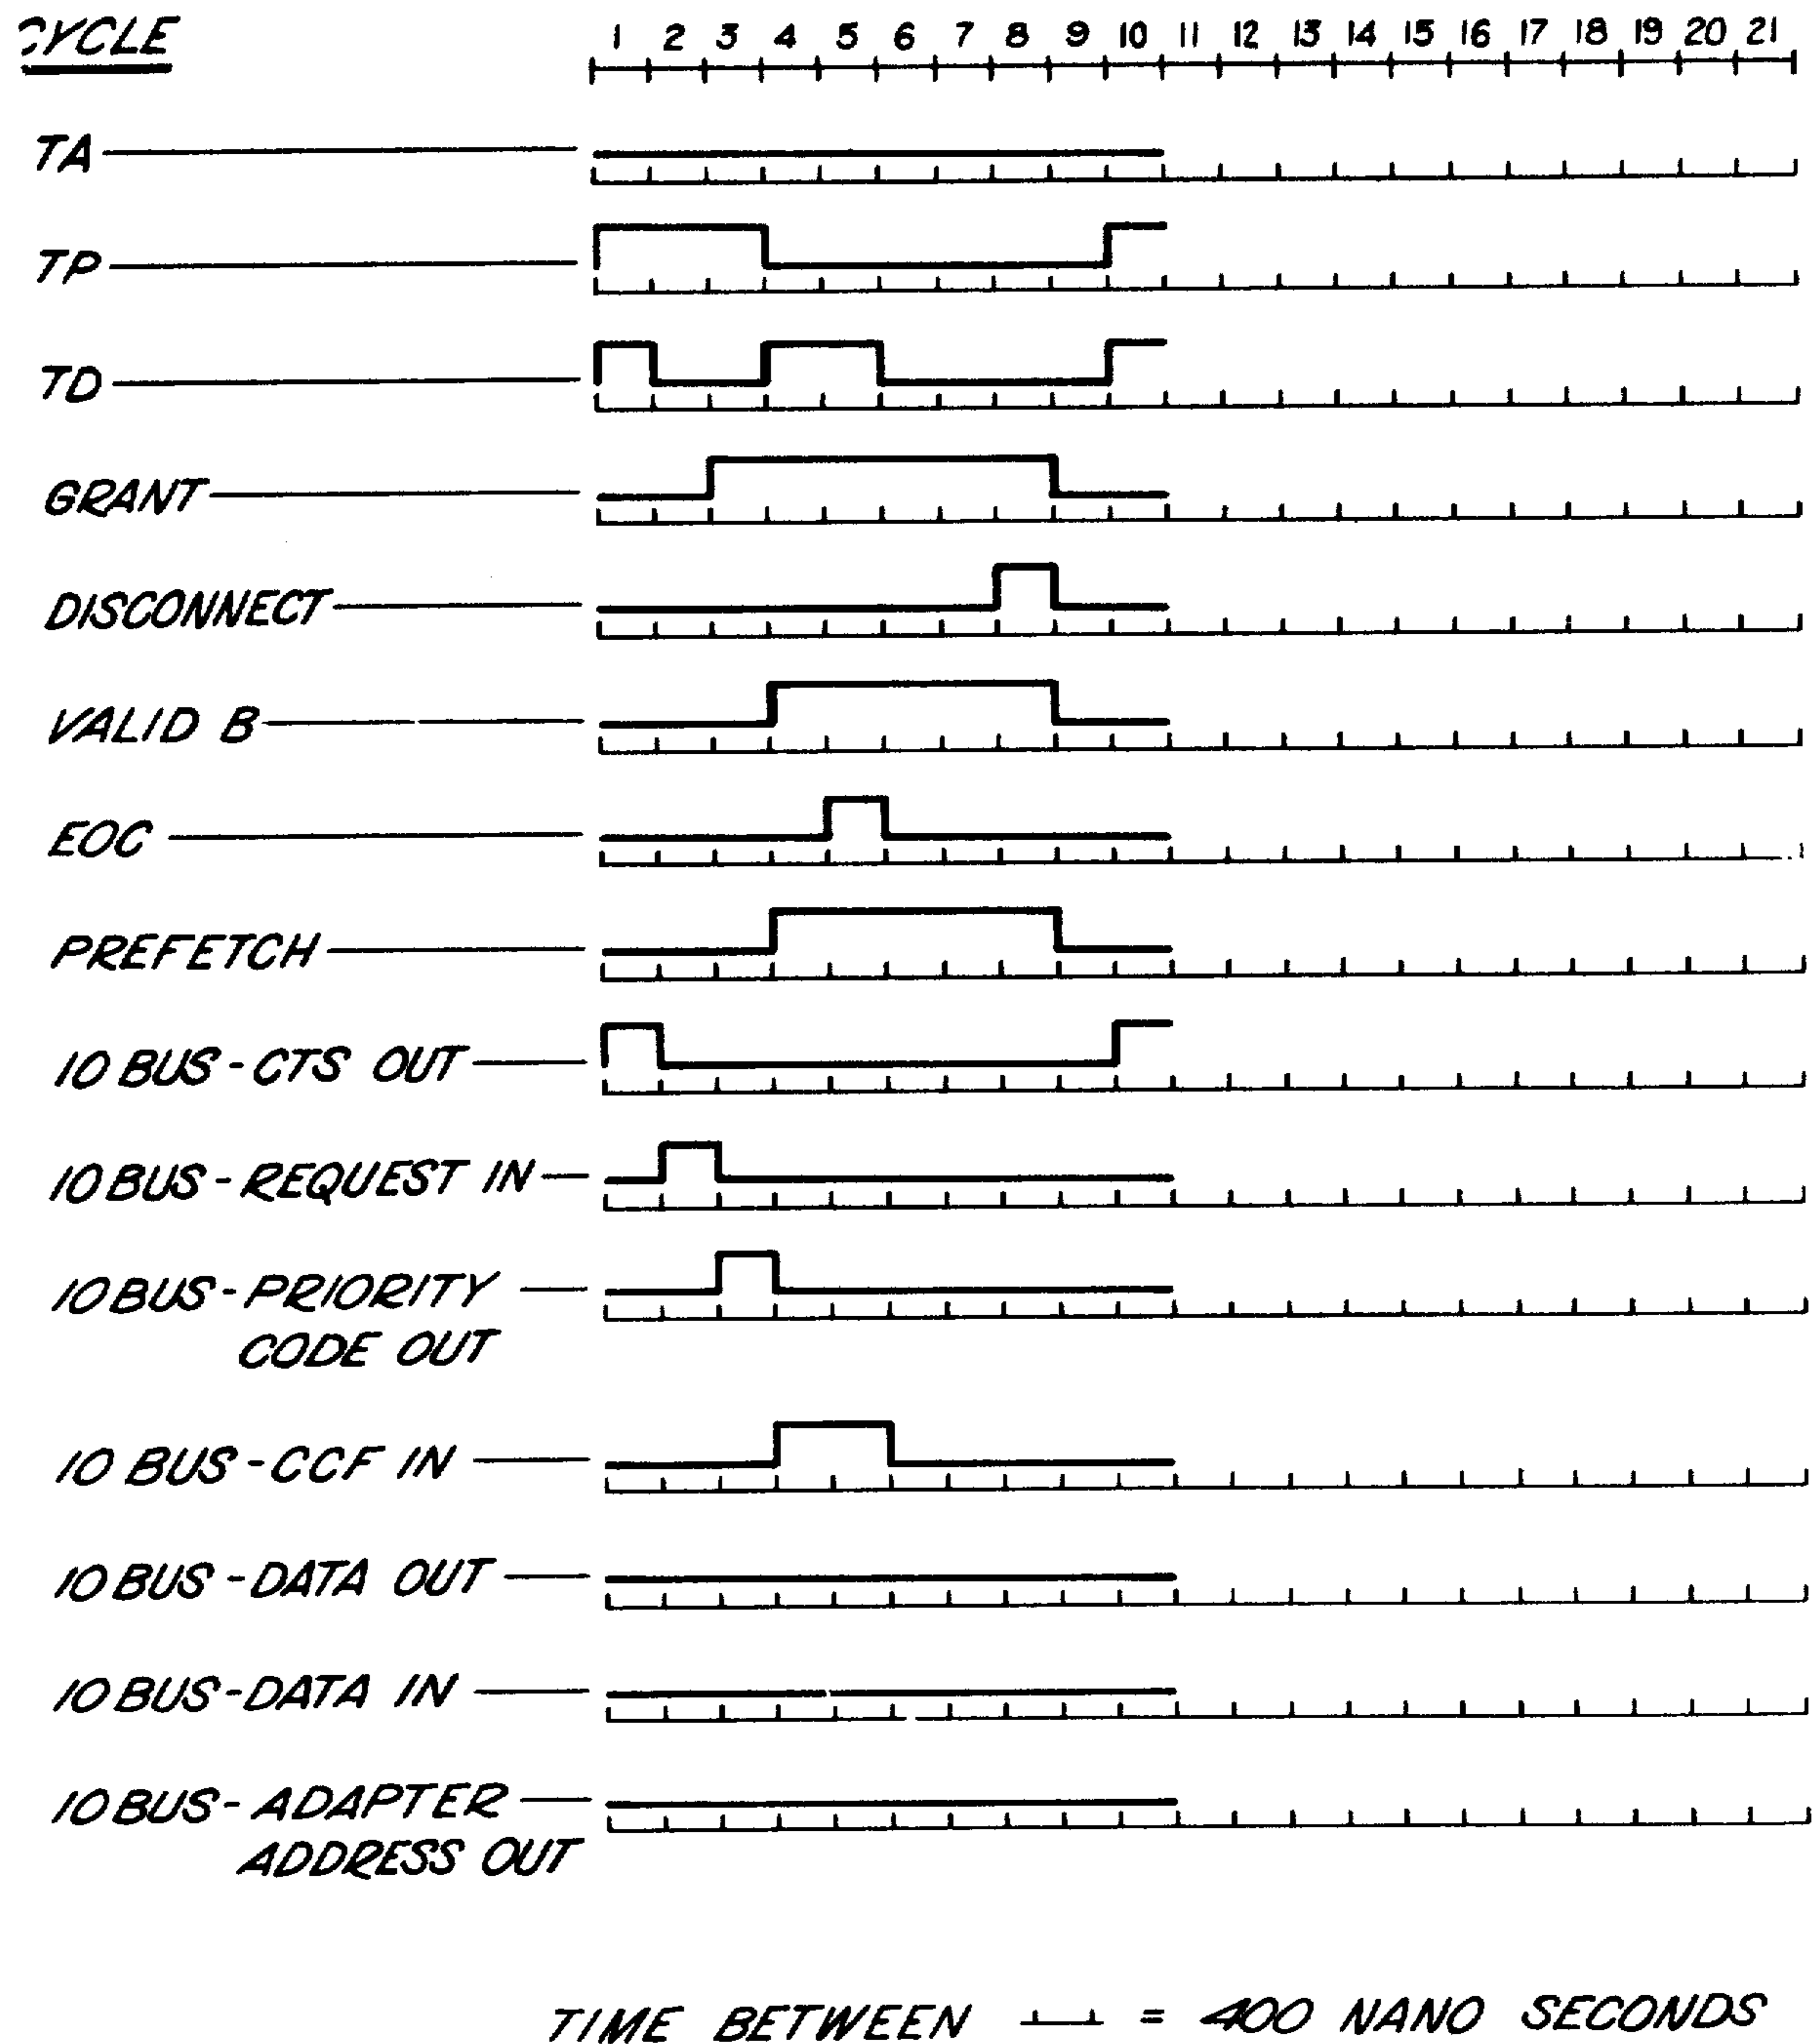 CYCLE 1 2 3 4 5 6 7 8 9 10 11 12 13 14 15 16 17 18 19 20 21
TA
TP
TD
GRANT
DISCONNECT
VALID B
EOC
PREFETCH
IO BUS-CTS OUT
IO BUS-REQUEST IN
IO BUS-PRIORITY
CODE OUT
IO BUS-CCF IN
IO BUS-DATA OUT
IO BUS-DATA IN
IO BUS-ADAPTER
ADDRESS OUT
TIME BETWEEN = 400 NANO SECONDS